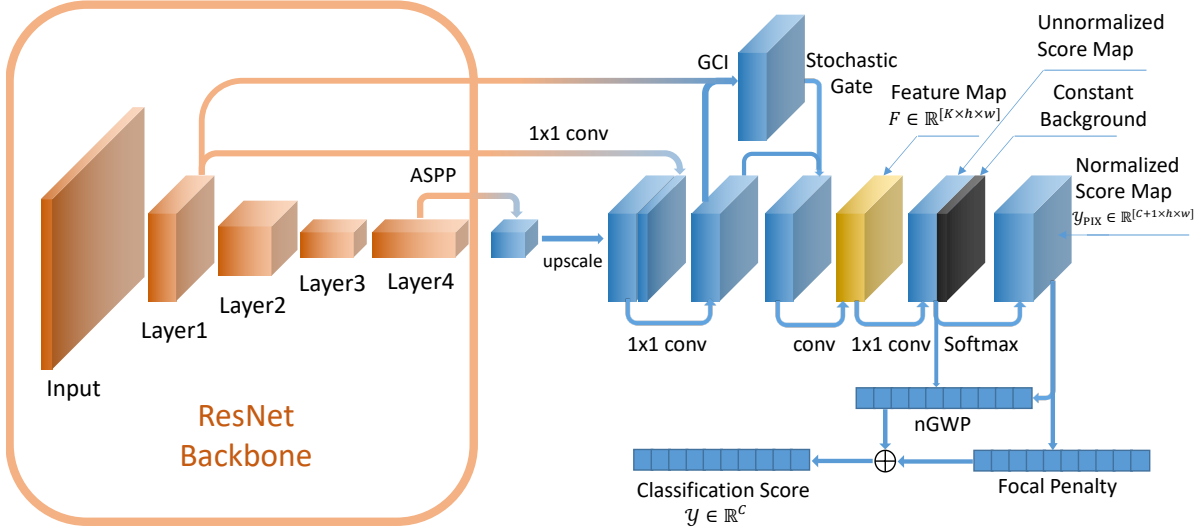 Unnormalized
Score Map
GCI
Stochastic
Gate
Feature Map
F ∈ ℝ^[K×h×w]
Constant
Background
1x1 conv
ASPP
Normalized
Score Map
𝒴_PIX ∈ ℝ^[C+1×h×w]
upscale
Layer1
Layer2
Layer3
Layer4
Input
1x1 conv
conv
1x1 conv
Softmax
ResNet
Backbone
nGWP
Classification Score
𝒴 ∈ ℝ^C
Focal Penalty